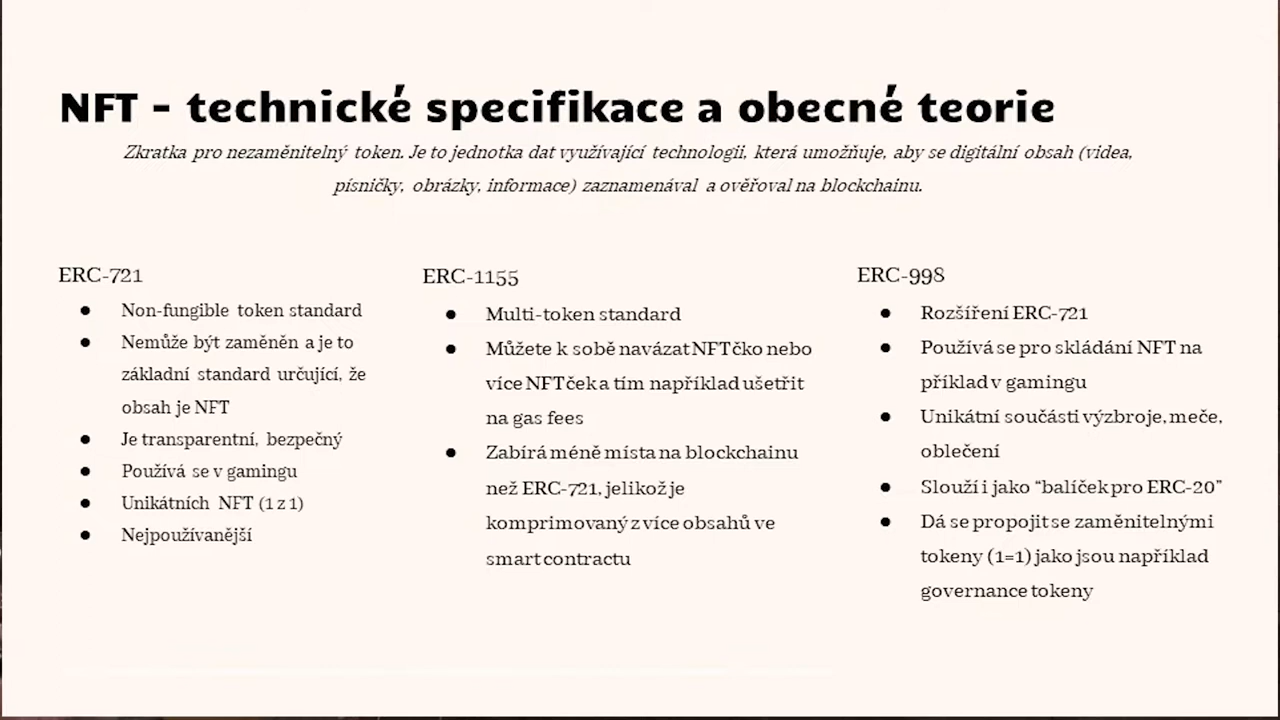 NFT - technické specifikace a obecné teorie
Zkratka pro nezaměnitelný token. Je to jednotka dat využívající technologii, která umožňuje, aby se digitální obsah (videa,
písničky, obrázky, informace) zaznamenával a ověřoval na blockchainu.
ERC-721
● Non-fungible token standard
● Nemůže být zaměněn a je to
základní standard určující, že
obsah je NFT
● Je transparentní, bezpečný
● Používá se v gamingu
● Unikátních NFT (1 z 1)
● Nejpoužívanější
ERC-1155
● Multi-token standard
● Můžete k sobě navázat NFTčko nebo
více NFTček a tím například ušetřit
na gas fees
● Zabírá méně místa na blockchainu
než ERC-721, jelikož je
komprimovaný z více obsahů ve
smart contractu
ERC-998
● Rozšíření ERC-721
● Používá se pro skládání NFT na
příklad v gamingu
● Unikátní součásti výzbroje, meče,
oblečení
● Slouží i jako “balíček pro ERC-20”
● Dá se propojit se zaměnitelnými
tokeny (1=1) jako jsou například
governance tokeny